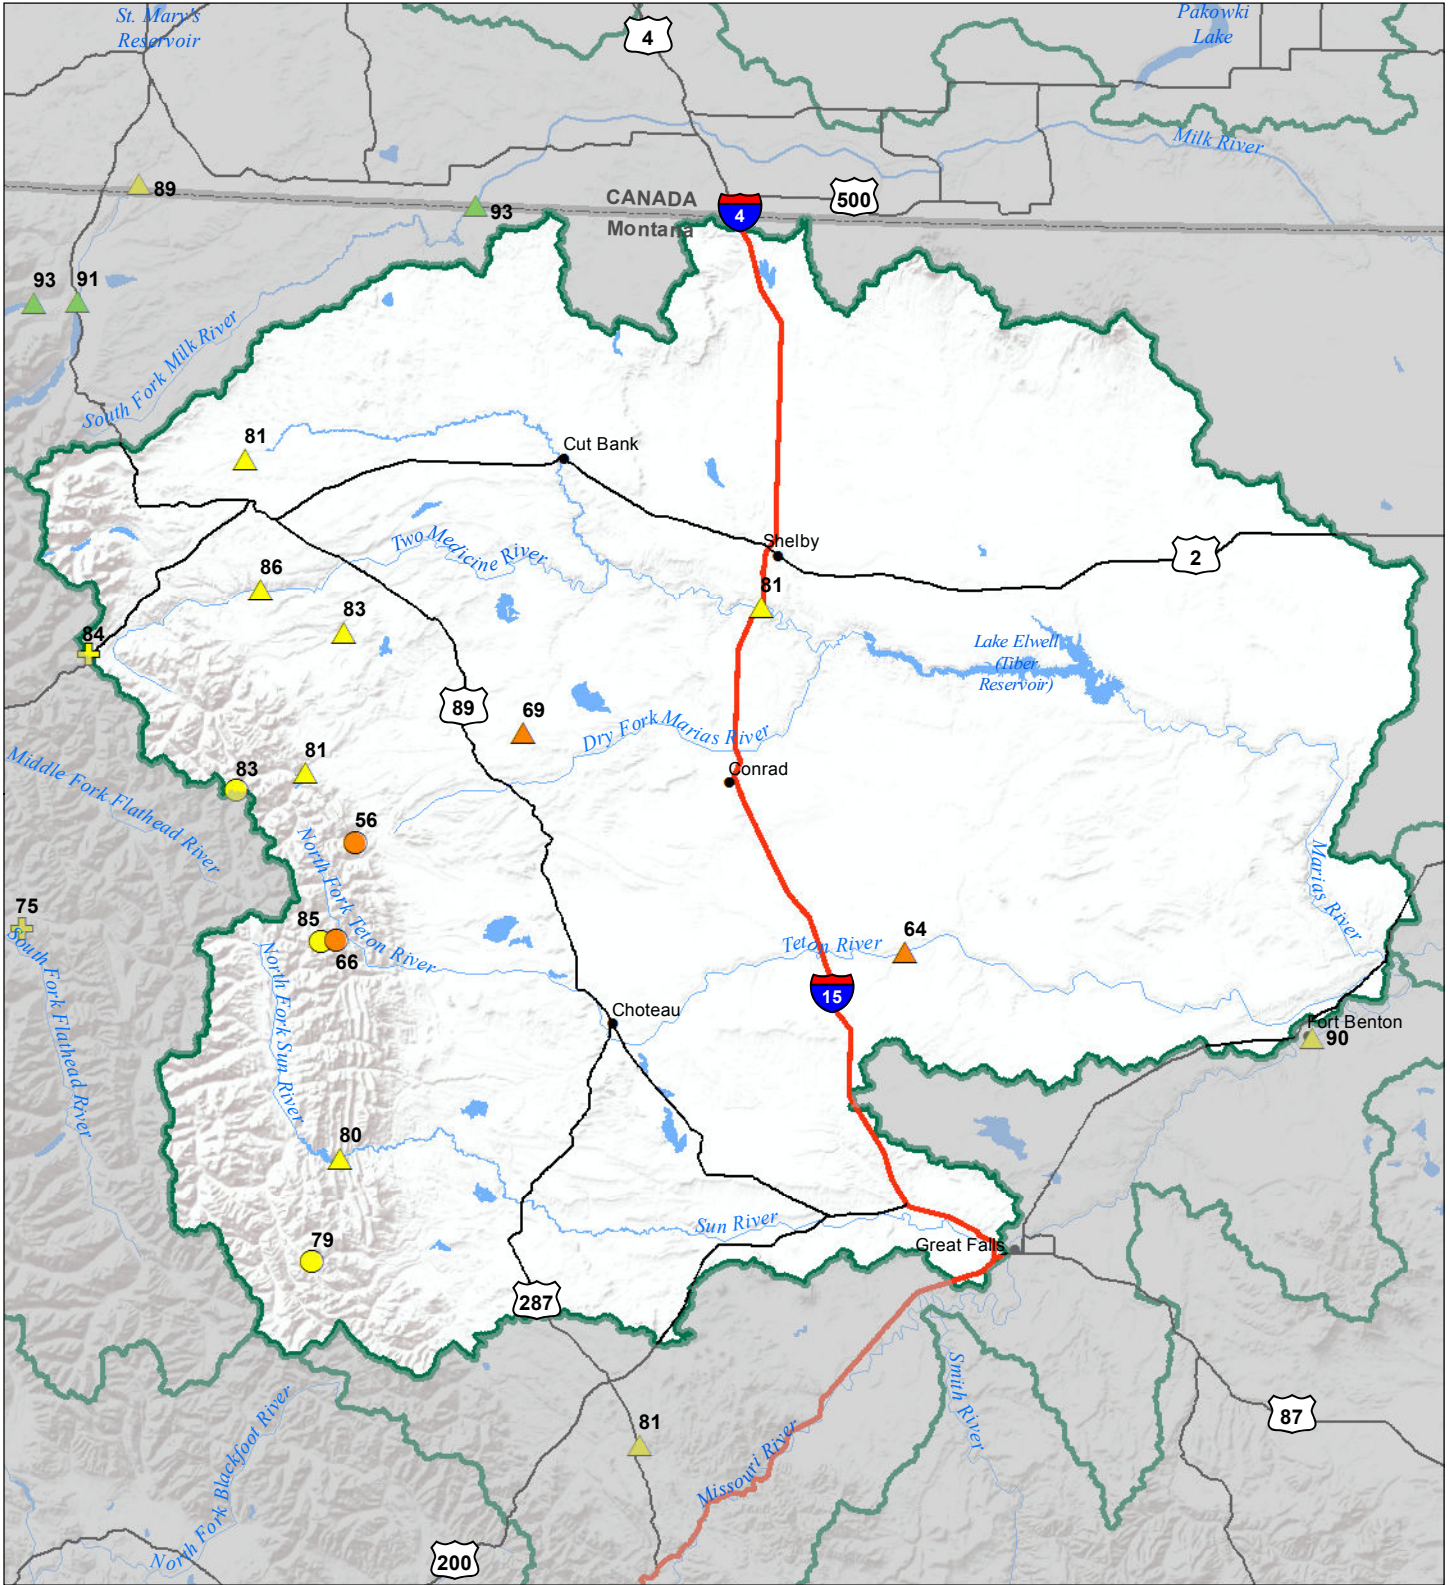 St. Mary's
Reservoir
4
Pakowki
Lake
Milk River
89
93
CANADA
Montana
4
500
93
91
South Fork Milk River
81
Cut Bank
Two Medicine River
Shelby
2
86
83
81
84
Lake Elwell
(Tiber
Reservoir)
89
69
Dry Fork Marias River
Middle Fork Flathead River
83
81
Conrad
56
North Fork Teton River
Marias River
75
South Fork Flathead River
85
66
North Fork Sun River
Teton River
64
15
Choteau
Fort Benton
90
80
Sun River
Great Falls
79
287
Smith River
87
81
Missouri River
North Fork Blackfoot River
200